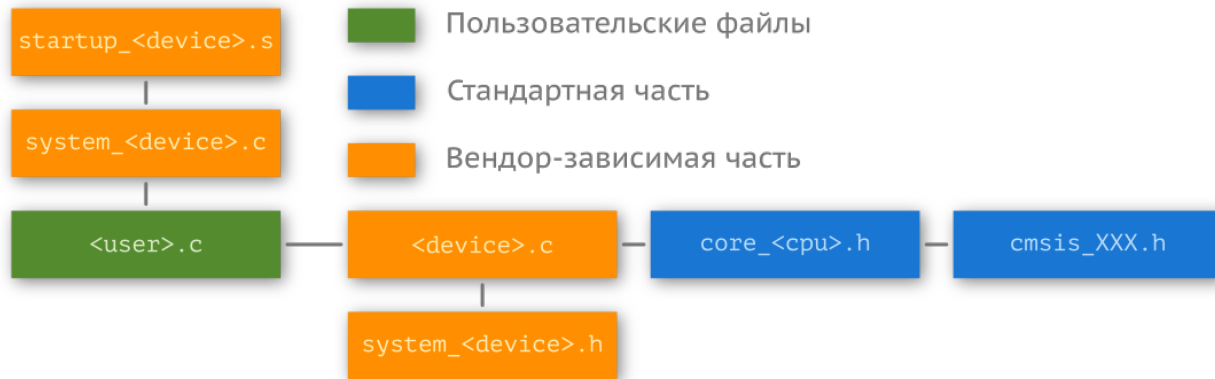 startup_<device>.s
Пользовательские файлы
Стандартная часть
system_<device>.c
Вендор-зависимая часть
<user>.c
<device>.c
core_<cpu>.h
cmsis_XXX.h
system_<device>.h